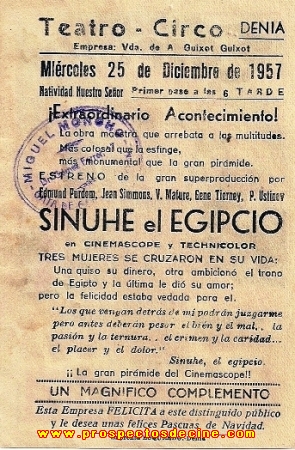 Teatro - Circo DENIA
Empresa: Vda. de A Guixot Guixot
Miércoles 25 de Diciembre de 1957
Natividad Nuestro Señor Primer pase a las 6 TARDE
¡Extraordinario Acontecimiento!
La obra maestra que arrebata a las multitudes.
Más colosal que la esfinge,
más monumental que la gran pirámide.
ESTRENO de la gran superproducción por
Edmund Purdom, Jean Simmons, V. Mature, Gene Tierney, P. Ustinov
SINUHE el EGIPCIO
en CINEMASCOPE y TECHNICOLOR
TRES MUJERES SE CRUZARON EN SU VIDA:
Una quiso su dinero, otra ambicionó el trono
de Egipto y la última le dió su amor;
pero la felicidad estaba vedada para el.
"Los que vengan detrás de mi podrán juzgarme
pero antes deberán pesar el bien y el mal, . la
pasión y la ternura. . el crimen y la caridad...
el placer y el dolor."
Sinuhe, el egipcio.
¡¡ La gran pirámide del Cinemascope!!
UN MAGNIFICO COMPLEMENTO
Esta Empresa FELICITA a este distinguido público
y le desea unas felices Pascuas de Navidad.
www.prospectosdecine.com
MIGUEL MONCHO